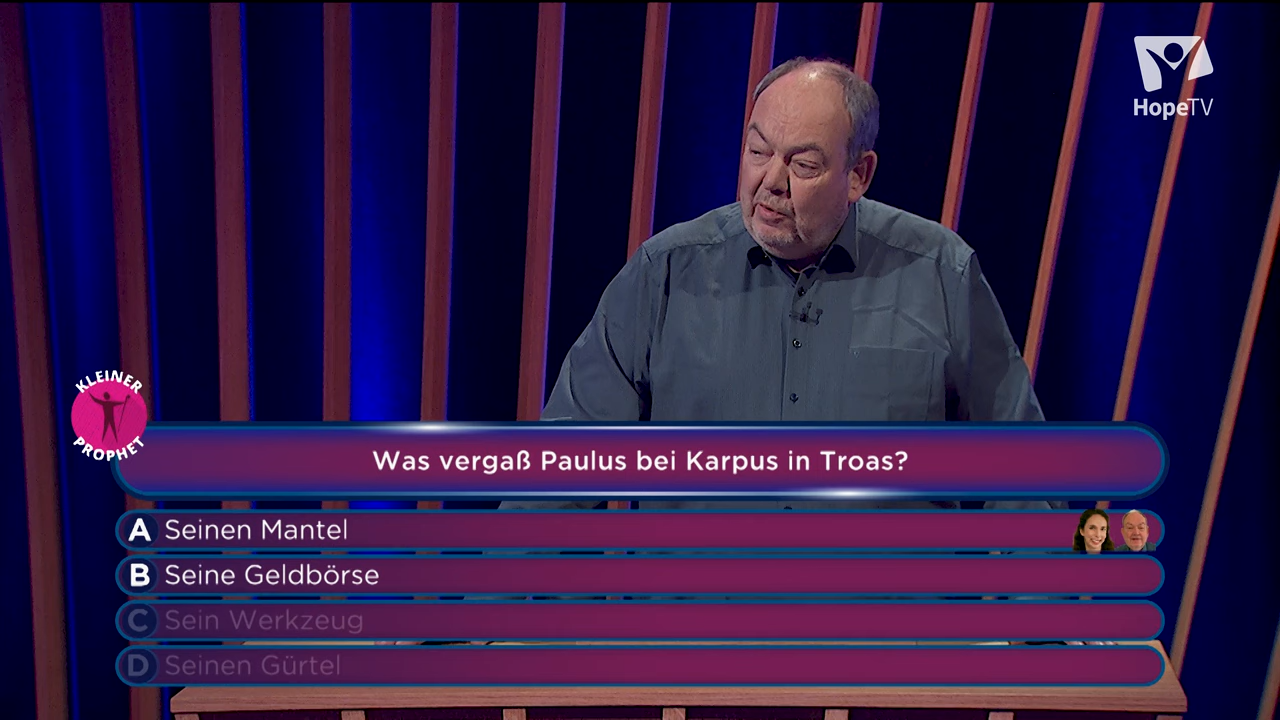 HopeTV
KLEINER
PROPHET
Was vergaß Paulus bei Karpus in Troas?
A Seinen Mantel
B Seine Geldbörse
C Sein Werkzeug
D Seinen Gürtel